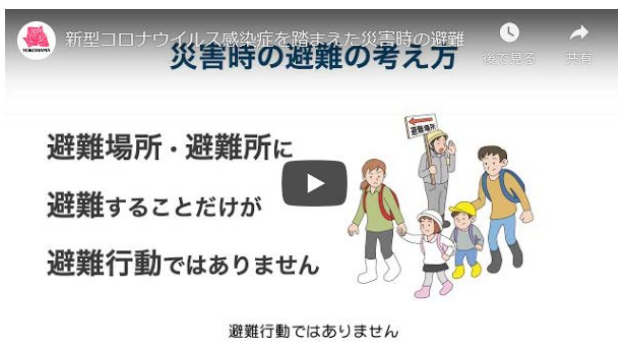 新型コロナウイルス感染症を踏まえた災害時の避難
後で見る
共有
災害時の避難の考え方
YOKOHAMA
避難場所
避難場所・避難所に
避難することだけが
避難行動ではありません
避難行動ではありません